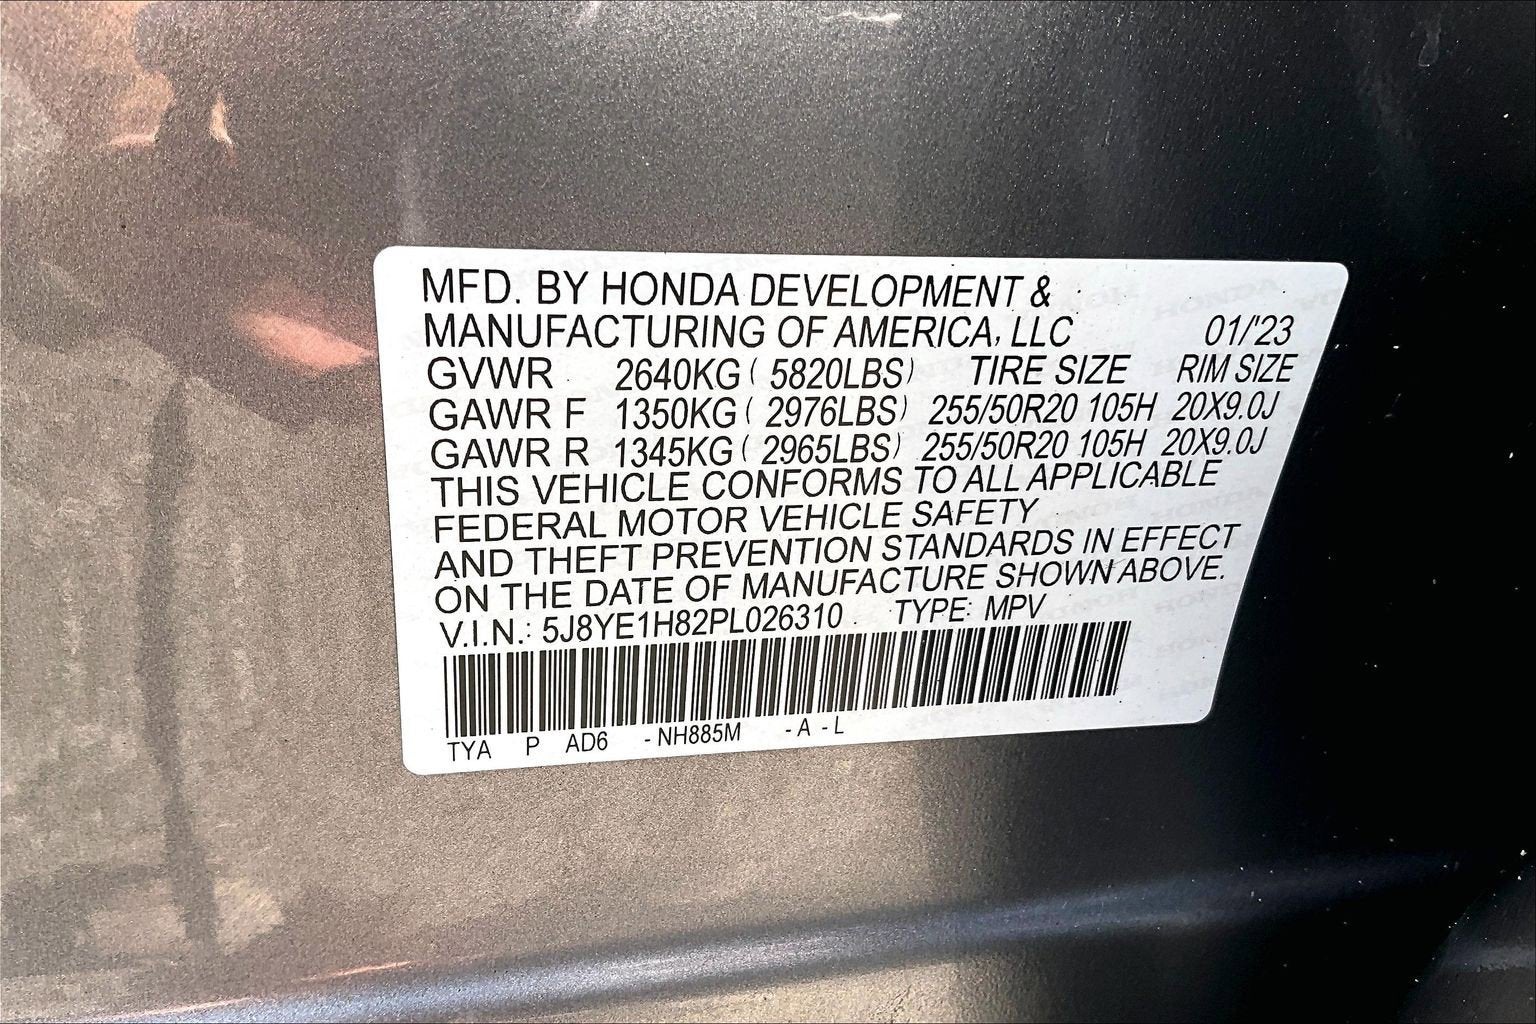 MFD. BY HONDA DEVELOPMENT &
MANUFACTURING OF AMERICA, LLC 01/'23
GVWR 2640KG ( 5820LBS) TIRE SIZE RIM SIZE
GAWR F 1350KG ( 2976LBS) 255/50R20 105H 20X9.0J
GAWR R 1345KG ( 2965LBS) 255/50R20 105H 20X9.0J
THIS VEHICLE CONFORMS TO ALL APPLICABLE
FEDERAL MOTOR VEHICLE SAFETY
AND THEFT PREVENTION STANDARDS IN EFFECT
ON THE DATE OF MANUFACTURE SHOWN ABOVE.
V.I.N.: 5J8YE1H82PL026310 TYPE: MPV
TYA P AD6 - NH885M - A - L